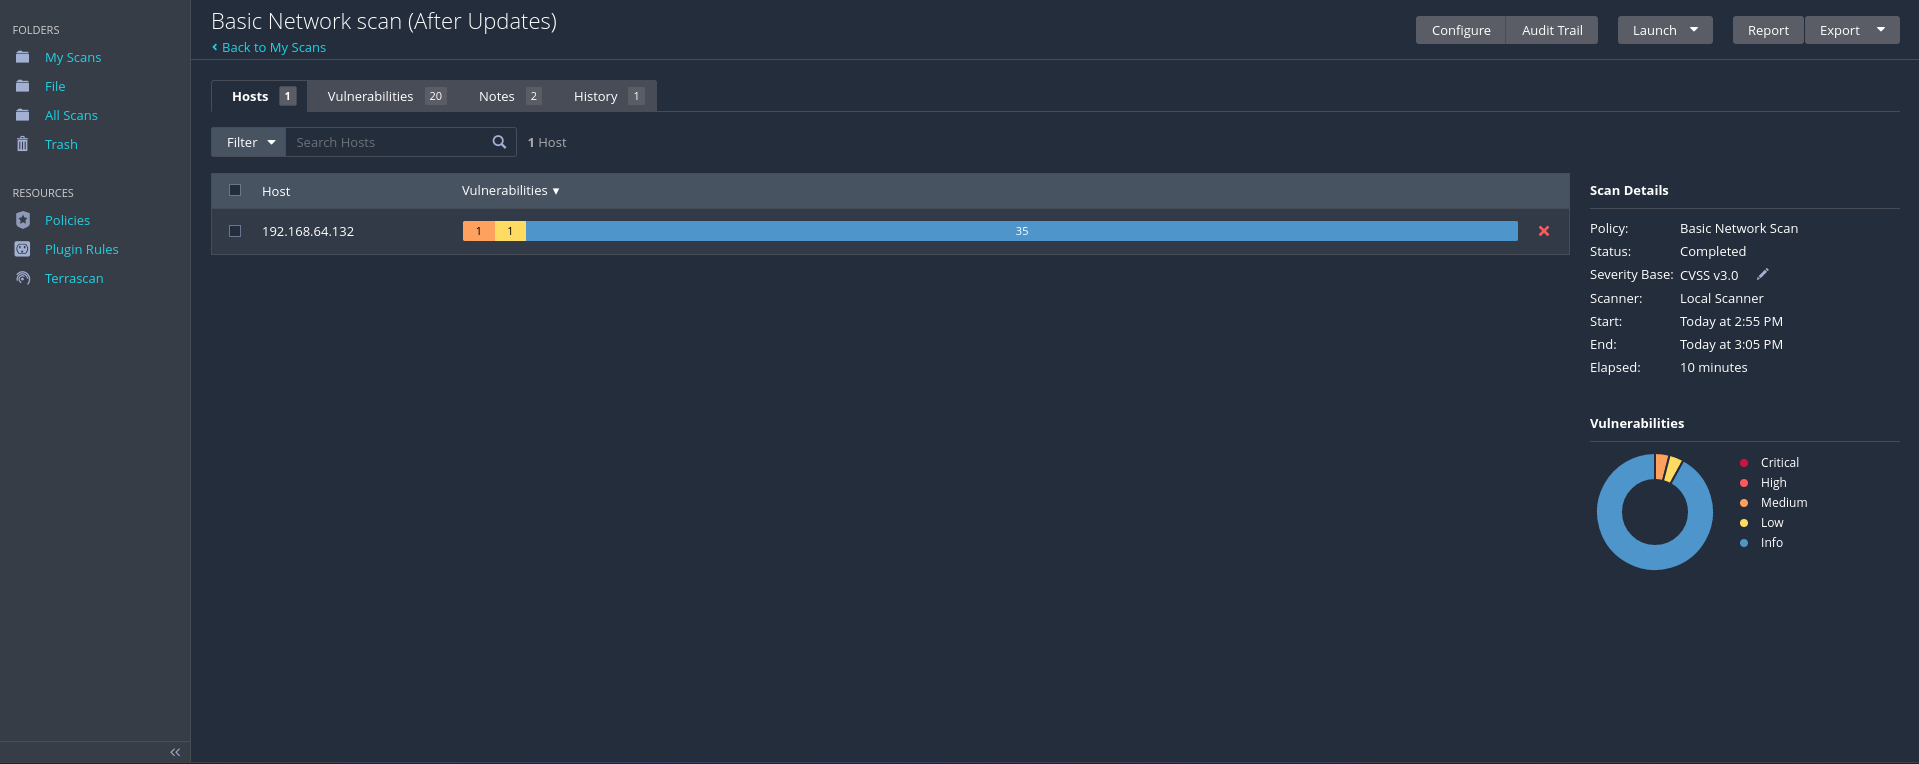 FOLDERS
My Scans
File
All Scans
Trash
RESOURCES
Policies
Plugin Rules
Terrascan
Basic Network scan (After Updates)
Back to My Scans
Configure Audit Trail Launch Report Export
Hosts 1 Vulnerabilities 20 Notes 2 History 1
Filter Search Hosts 1 Host
Host Vulnerabilities
192.168.64.132 1 1 35
Scan Details
Policy: Basic Network Scan
Status: Completed
Severity Base: CVSS v3.0
Scanner: Local Scanner
Start: Today at 2:55 PM
End: Today at 3:05 PM
Elapsed: 10 minutes
Vulnerabilities
Critical
High
Medium
Low
Info